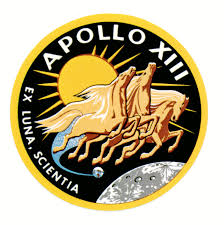 APOLLO XIII
EX LUNA, SCIENTIA